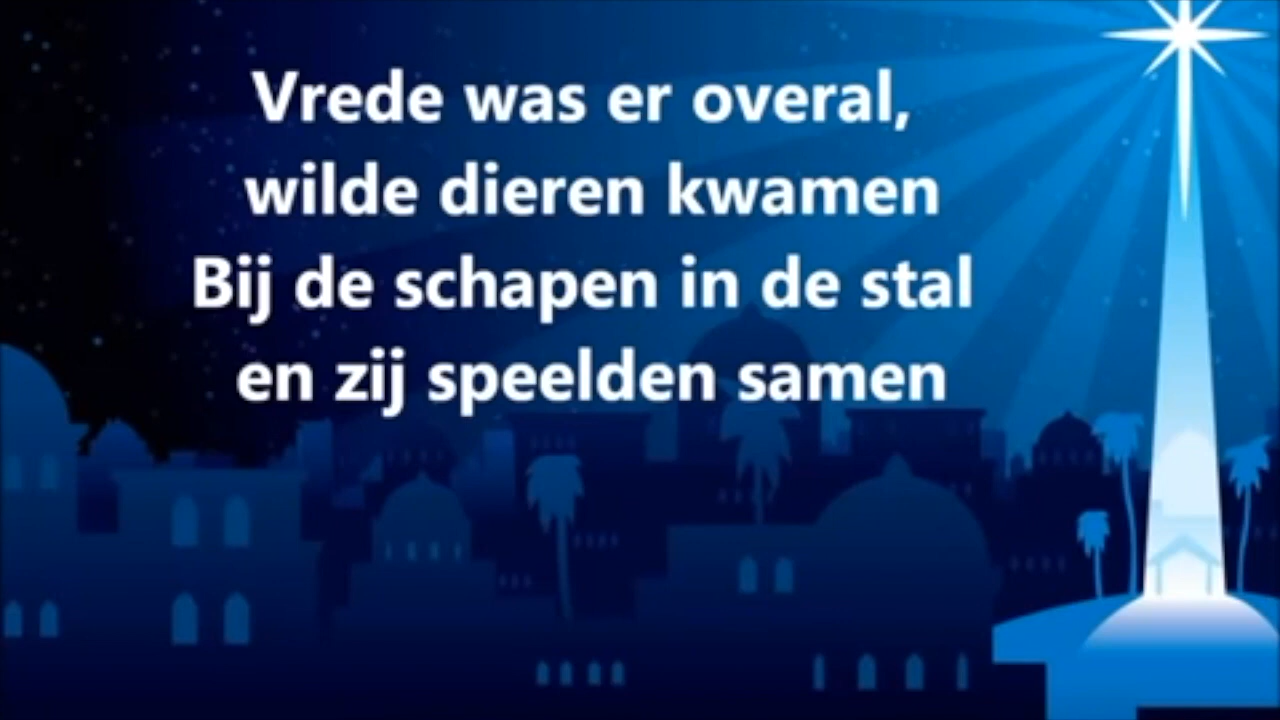 Vrede was er overal,
wilde dieren kwamen
Bij de schapen in de stal
en zij speelden samen